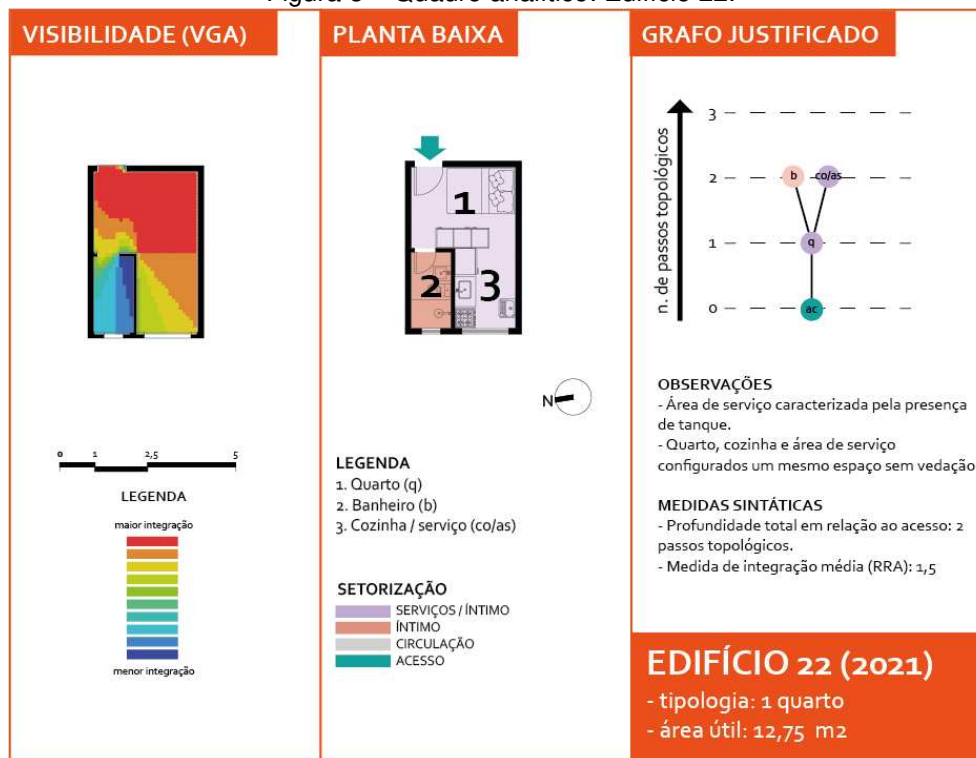 VISIBILIDADE (VGA)
0 1 2,5 5
LEGENDA
maior integração
menor integração
PLANTA BAIXA
1
2
3
N
LEGENDA
1. Quarto (q)
2. Banheiro (b)
3. Cozinha / serviço (co/as)
SETORIZAÇÃO
SERVIÇOS / ÍNTIMO
ÍNTIMO
CIRCULAÇÃO
ACESSO
GRAFO JUSTIFICADO
n. de passos topológicos
3
2
b
co/as
1
q
0
ac
OBSERVAÇÕES
- Área de serviço caracterizada pela presença
de tanque.
- Quarto, cozinha e área de serviço
configurados um mesmo espaço sem vedação
MEDIDAS SINTÁTICAS
- Profundidade total em relação ao acesso: 2
passos topológicos.
- Medida de integração média (RRA): 1,5
EDIFÍCIO 22 (2021)
- tipologia: 1 quarto
- área útil: 12,75 m2